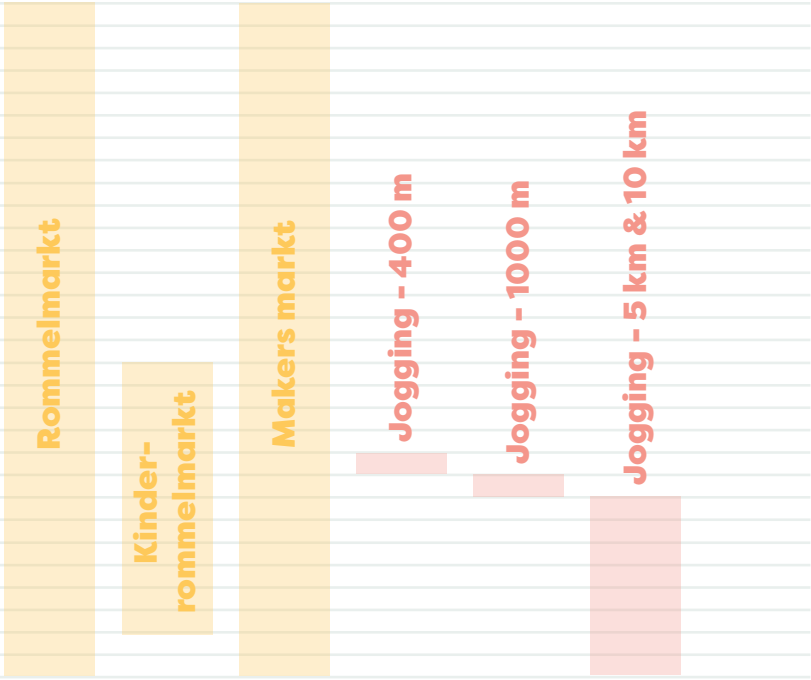 Rommelmarkt
Kinder-
rommelmarkt
Makers markt
Jogging - 400 m
Jogging - 1000 m
Jogging - 5 km & 10 km